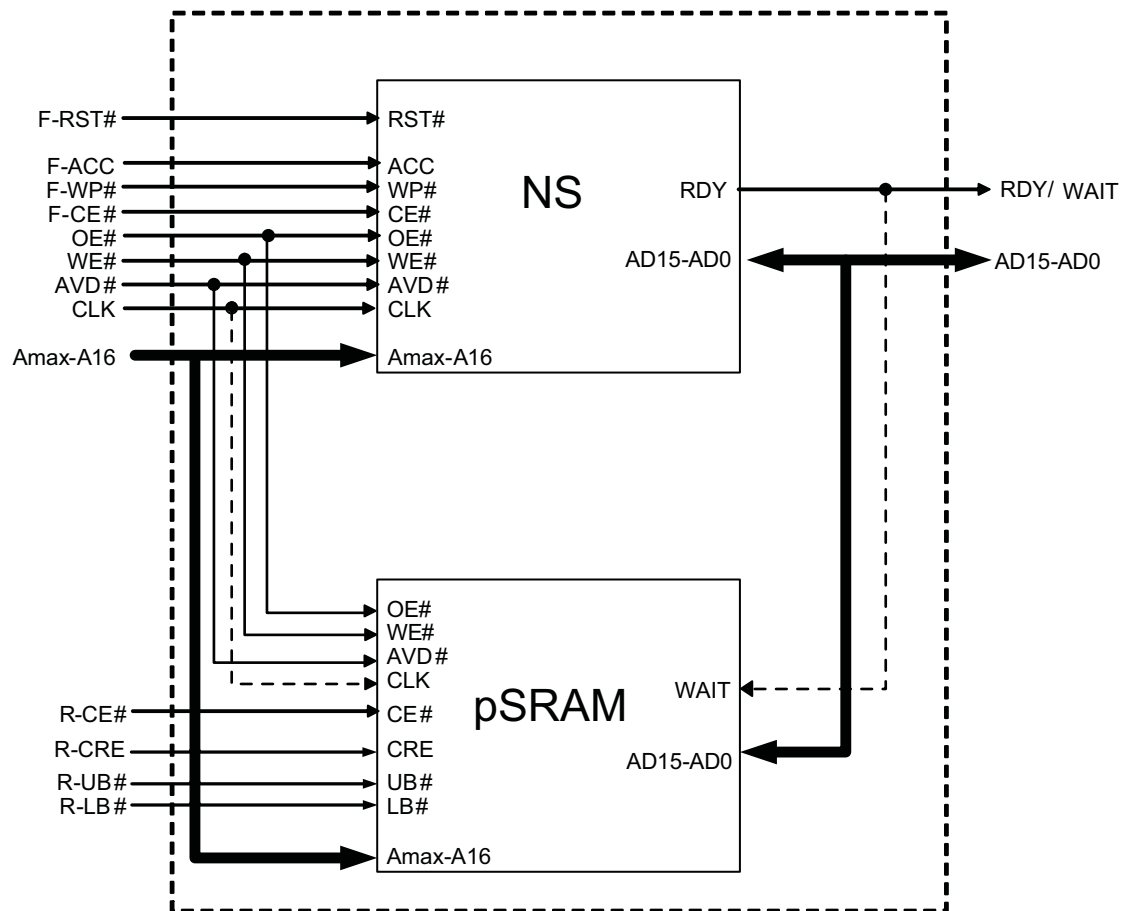 F-RST#
F-ACC
F-WP#
F-CE#
OE#
WE#
AVD#
CLK
Amax-A16
RST#
ACC
WP#
CE#
OE#
WE#
AVD#
CLK
Amax-A16
NS
RDY
AD15-AD0
RDY/ WAIT
AD15-AD0
R-CE#
R-CRE
R-UB#
R-LB#
OE#
WE#
AVD#
CLK
CE#
CRE
UB#
LB#
Amax-A16
pSRAM
WAIT
AD15-AD0